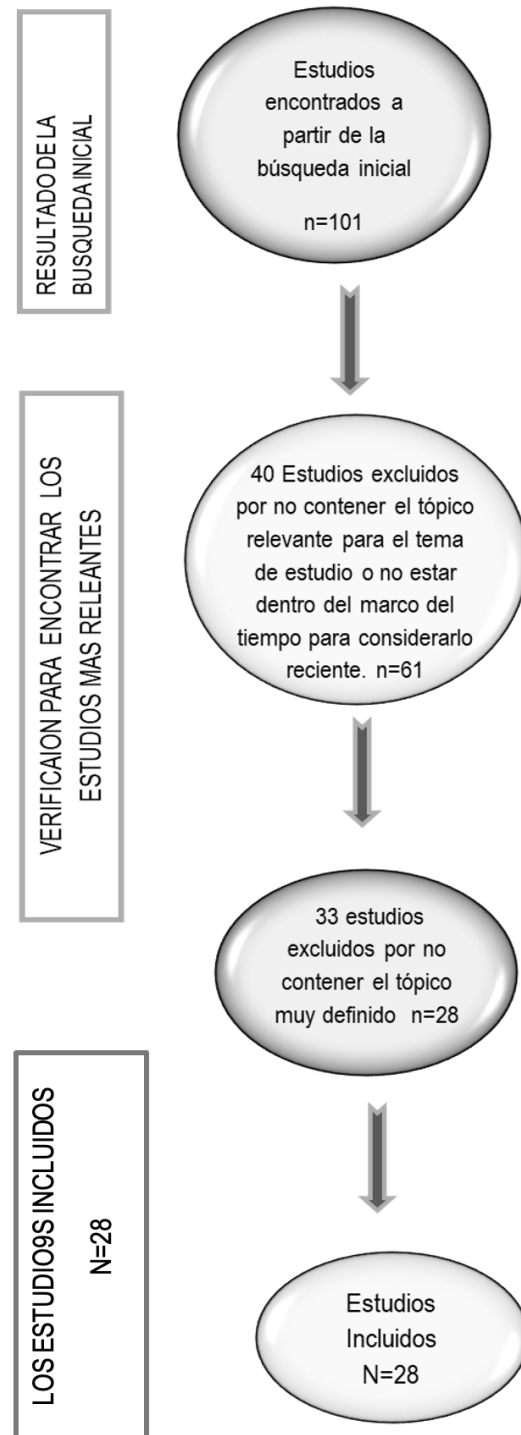 RESULTADO DE LA
BUSQUEDA INICIAL
Estudios
encontrados a
partir de la
búsqueda inicial
n=101
VERIFICAION PARA ENCONTRAR LOS
ESTUDIOS MAS RELEANTES
40 Estudios excluidos
por no contener el tópico
relevante para el tema
de estudio o no estar
dentro del marco del
tiempo para considerarlo
reciente. n=61
33 estudios
excluidos por no
contener el tópico
muy definido n=28
LOS ESTUDIO9S INCLUIDOS
N=28
Estudios
Incluidos
N=28